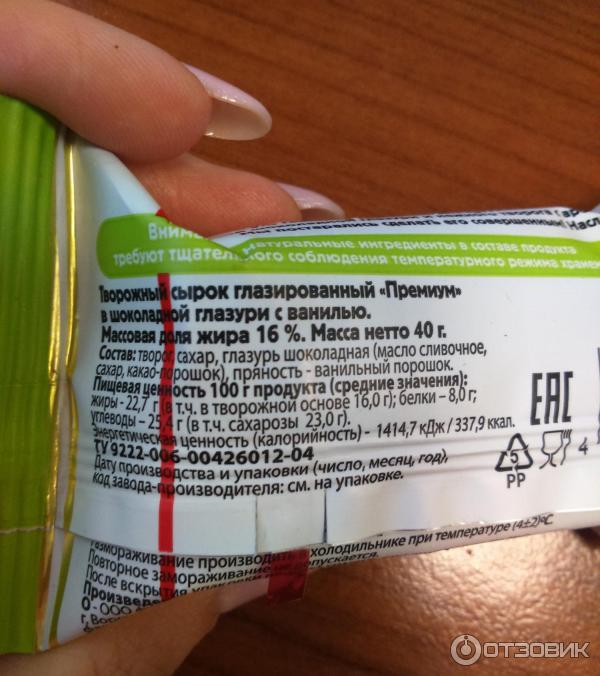 Натуральные ингредиенты в составе продукта
требуют тщательного соблюдения температурного режима
Творожный сырок глазированный «Премиум»
в шоколадной глазури с ванилью.
Массовая доля жира 16 %. Масса нетто 40 г.
Состав: творог, сахар, глазурь шоколадная (масло сливочное,
сахар, какао-порошок), пряность - ванильный порошок.
Пищевая ценность 100 г продукта (средние значения):
жиры - 22,7 г (в т.ч. в творожной основе 16,0 г); белки – 8,0 г;
углеводы – 25,4 г (в т.ч. сахарозы 23,0 г).
Энергетическая ценность (калорийность) - 1414,7 кДж / 337,9 ккал.
ТУ 9222-006-00426012-04
Дату производства и упаковки (число, месяц, год),
код завода-производителя: см. на упаковке.
EAC
5
PP
4
Размораживание производить в холодильнике при температуре (4±2)°С
Повторное замораживание не допускается.
После вскрытия упаковки
ОТЗОВИК